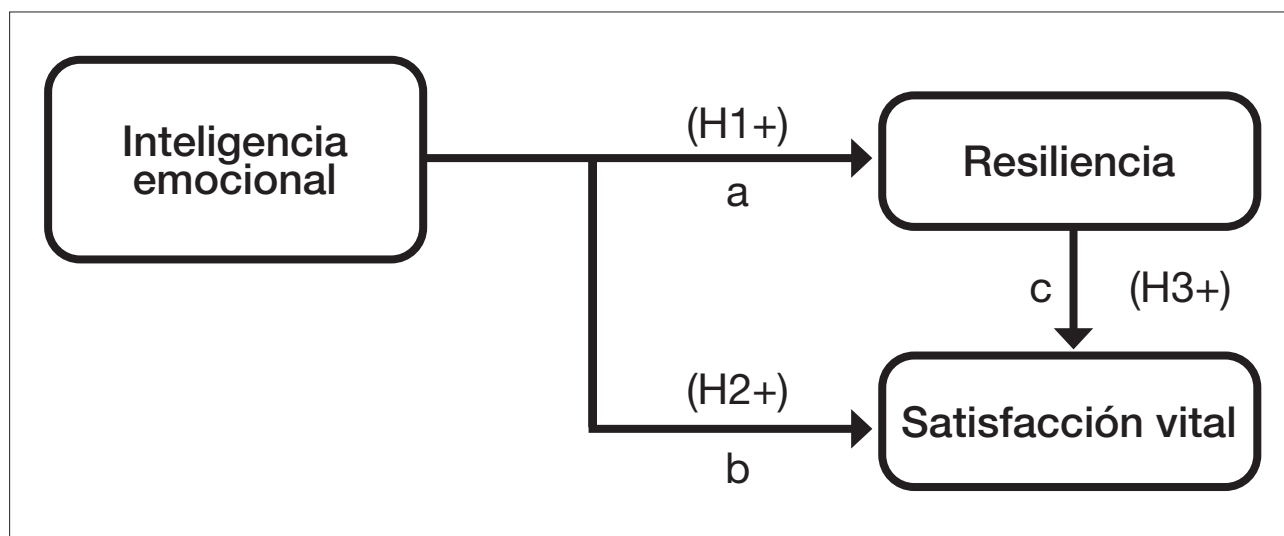 Inteligencia
emocional
(H1+)
a
Resiliencia
c
(H3+)
(H2+)
b
Satisfacción vital